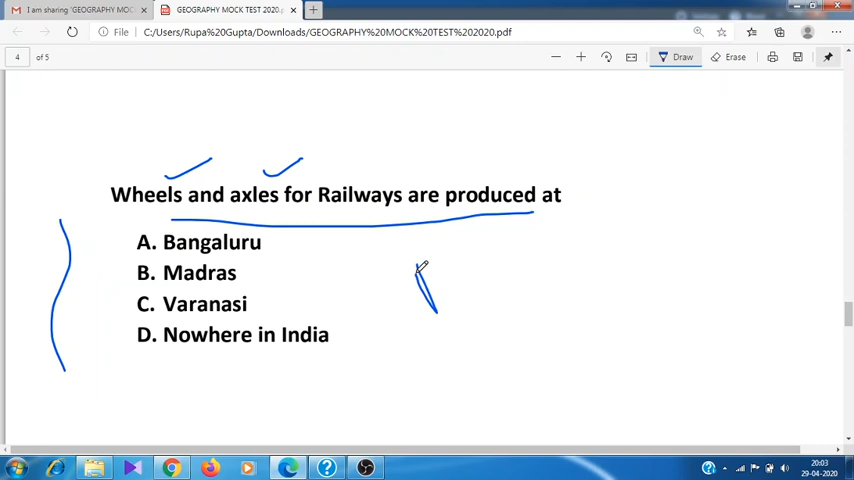 I am sharing 'GEOGRAPHY MOC
GEOGRAPHY MOCK TEST 2020.p
File
C:/Users/Rupa%20Gupta/Downloads/GEOGRAPHY%20MOCK%20TEST%202020.pdf
4 of 5
Draw
Erase
Wheels and axles for Railways are produced at
A. Bangaluru
B. Madras
C. Varanasi
D. Nowhere in India
20:03
29-04-2020